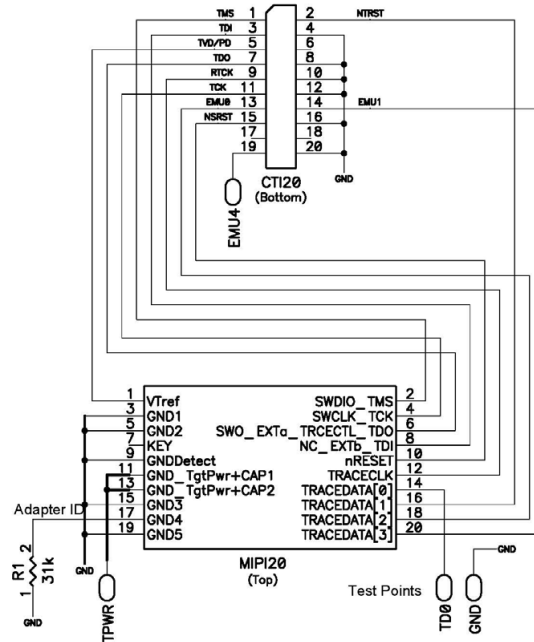 TMS 1 2 NTRST
TDI 3 4
TVD/PD 5 6
TDO 7 8
RTCK 9 10
TCK 11 12
EMU0 13 14 EMU1
NSRST 15 16
17 18
19 20
GND
CTI20
(Bottom)
EMU4
1 VTref SWDIO_TMS 2
3 GND1 SWCLK_TCK 4
5 GND2 SWO_EXTa_TRCECTL_TDO 6
7 KEY NC_EXTb_TDI 8
9 GNDDetect nRESET 10
11 GND_TgtPwr+CAP1 TRACECLK 12
13 GND_TgtPwr+CAP2 TRACEDATA[0] 14
15 GND3 TRACEDATA[1] 16
Adapter ID 17 GND4 TRACEDATA[2] 18
19 GND5 TRACEDATA[3] 20
MIPI20
(Top)
R1
31k
2
1
GND
GND
TPWR
Test Points
TD0
GND
GND